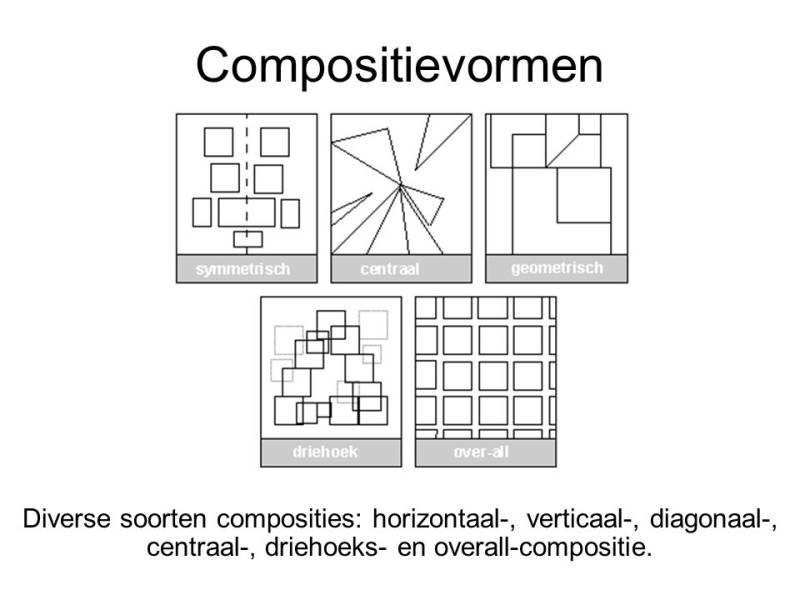 Compositievormen
symmetrisch
centraal
geometrisch
driehoek
over-all
Diverse soorten composities: horizontaal-, verticaal-, diagonaal-,
centraal-, driehoeks- en overall-compositie.